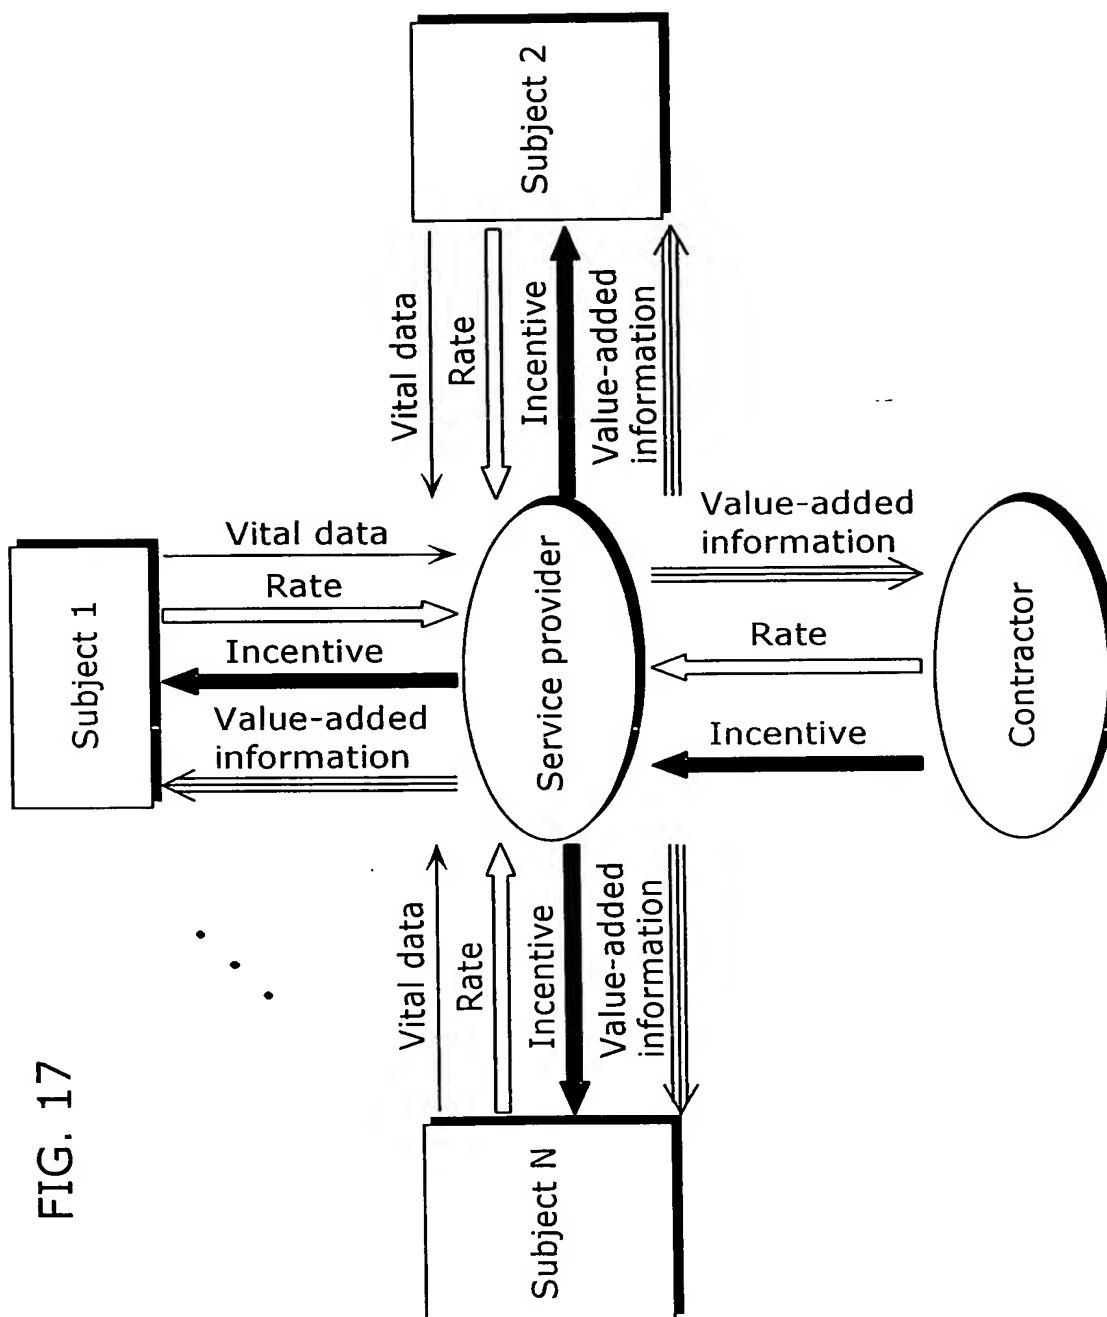 FIG. 17
Subject 1
Vital data
Rate
Incentive
Value-added
information
Subject 2
Vital data
Rate
Incentive
Value-added
information
Service provider
Value-added
information
Rate
Incentive
Contractor
Vital data
Rate
Incentive
Value-added
information
Subject N